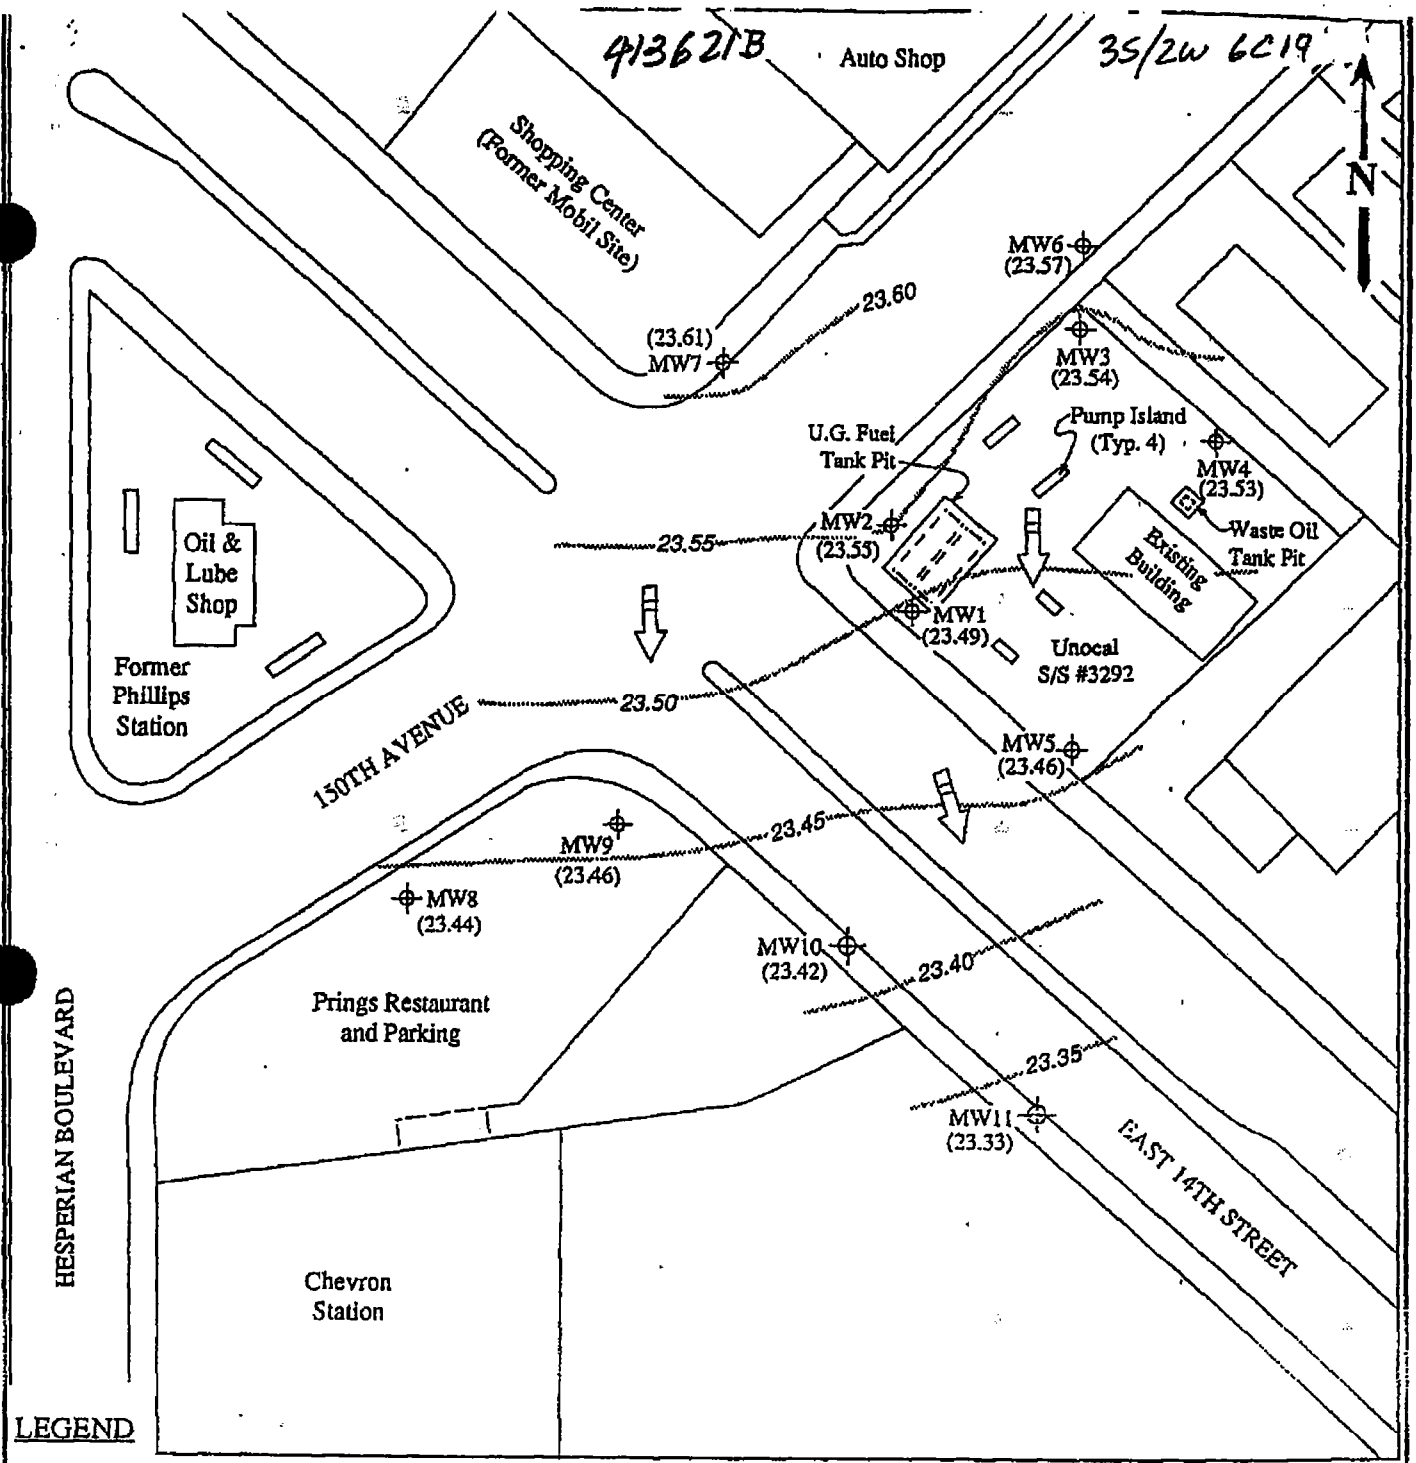 413621B
3S/2W 6C19
Auto Shop
N
Shopping Center
(Former Mobil Site)
MW6
(23.57)
23.60
(23.61)
MW7
MW3
(23.54)
Pump Island
(Typ. 4)
U.G. Fuel
Tank Pit
MW4
(23.53)
MW2
(23.55)
23.55
Waste Oil
Tank Pit
Existing
Building
Oil &
Lube
Shop
MW1
(23.49)
Unocal
S/S #3292
Former
Phillips
Station
23.50
150TH AVENUE
MW5
(23.46)
23.45
MW9
(23.46)
MW8
(23.44)
MW10
(23.42)
23.40
Prings Restaurant
and Parking
HESPERIAN BOULEVARD
23.35
MW11
(23.33)
EAST 14TH STREET
Chevron
Station
LEGEND